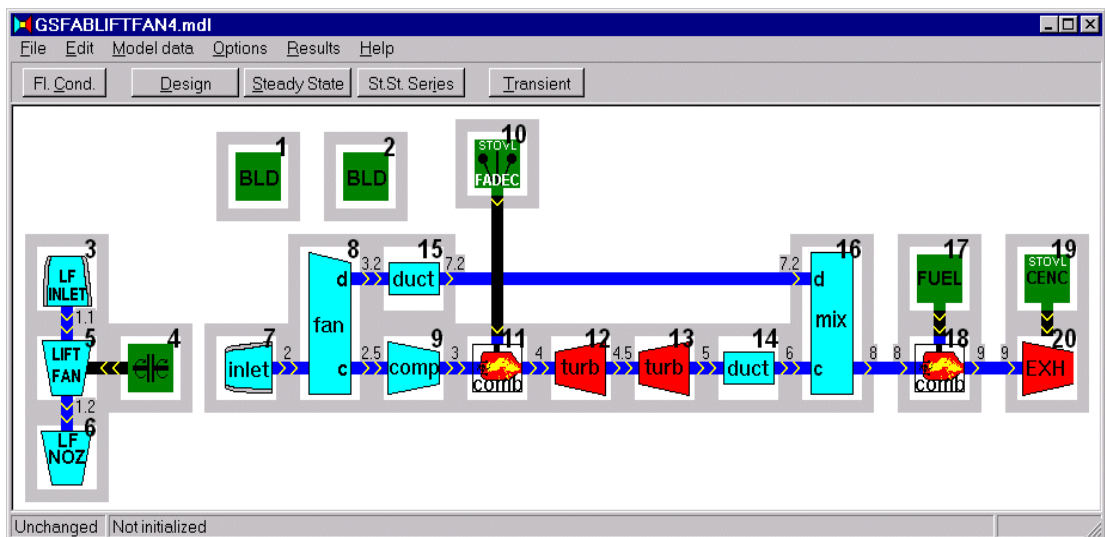 GSFABLIFTFAN4.mdl
File Edit Model data Options Results Help
Fl. Cond. Design Steady State St.St. Series Transient
1
BLD
2
BLD
10
STOVL
FADEC
3
LF
INLET
1.1
5
LIFT
FAN
4
1.2
6
LF
NOZ
7
inlet
2
8
d
fan
c
3.2
15
duct
7.2
7.2
2.5
9
comp
3
11
comb
4
12
turb
4.5
13
turb
5
14
duct
6
16
d
mix
c
8
8
17
FUEL
18
comb
9
9
19
STOVL
CENC
20
EXH
Unchanged Not initialized